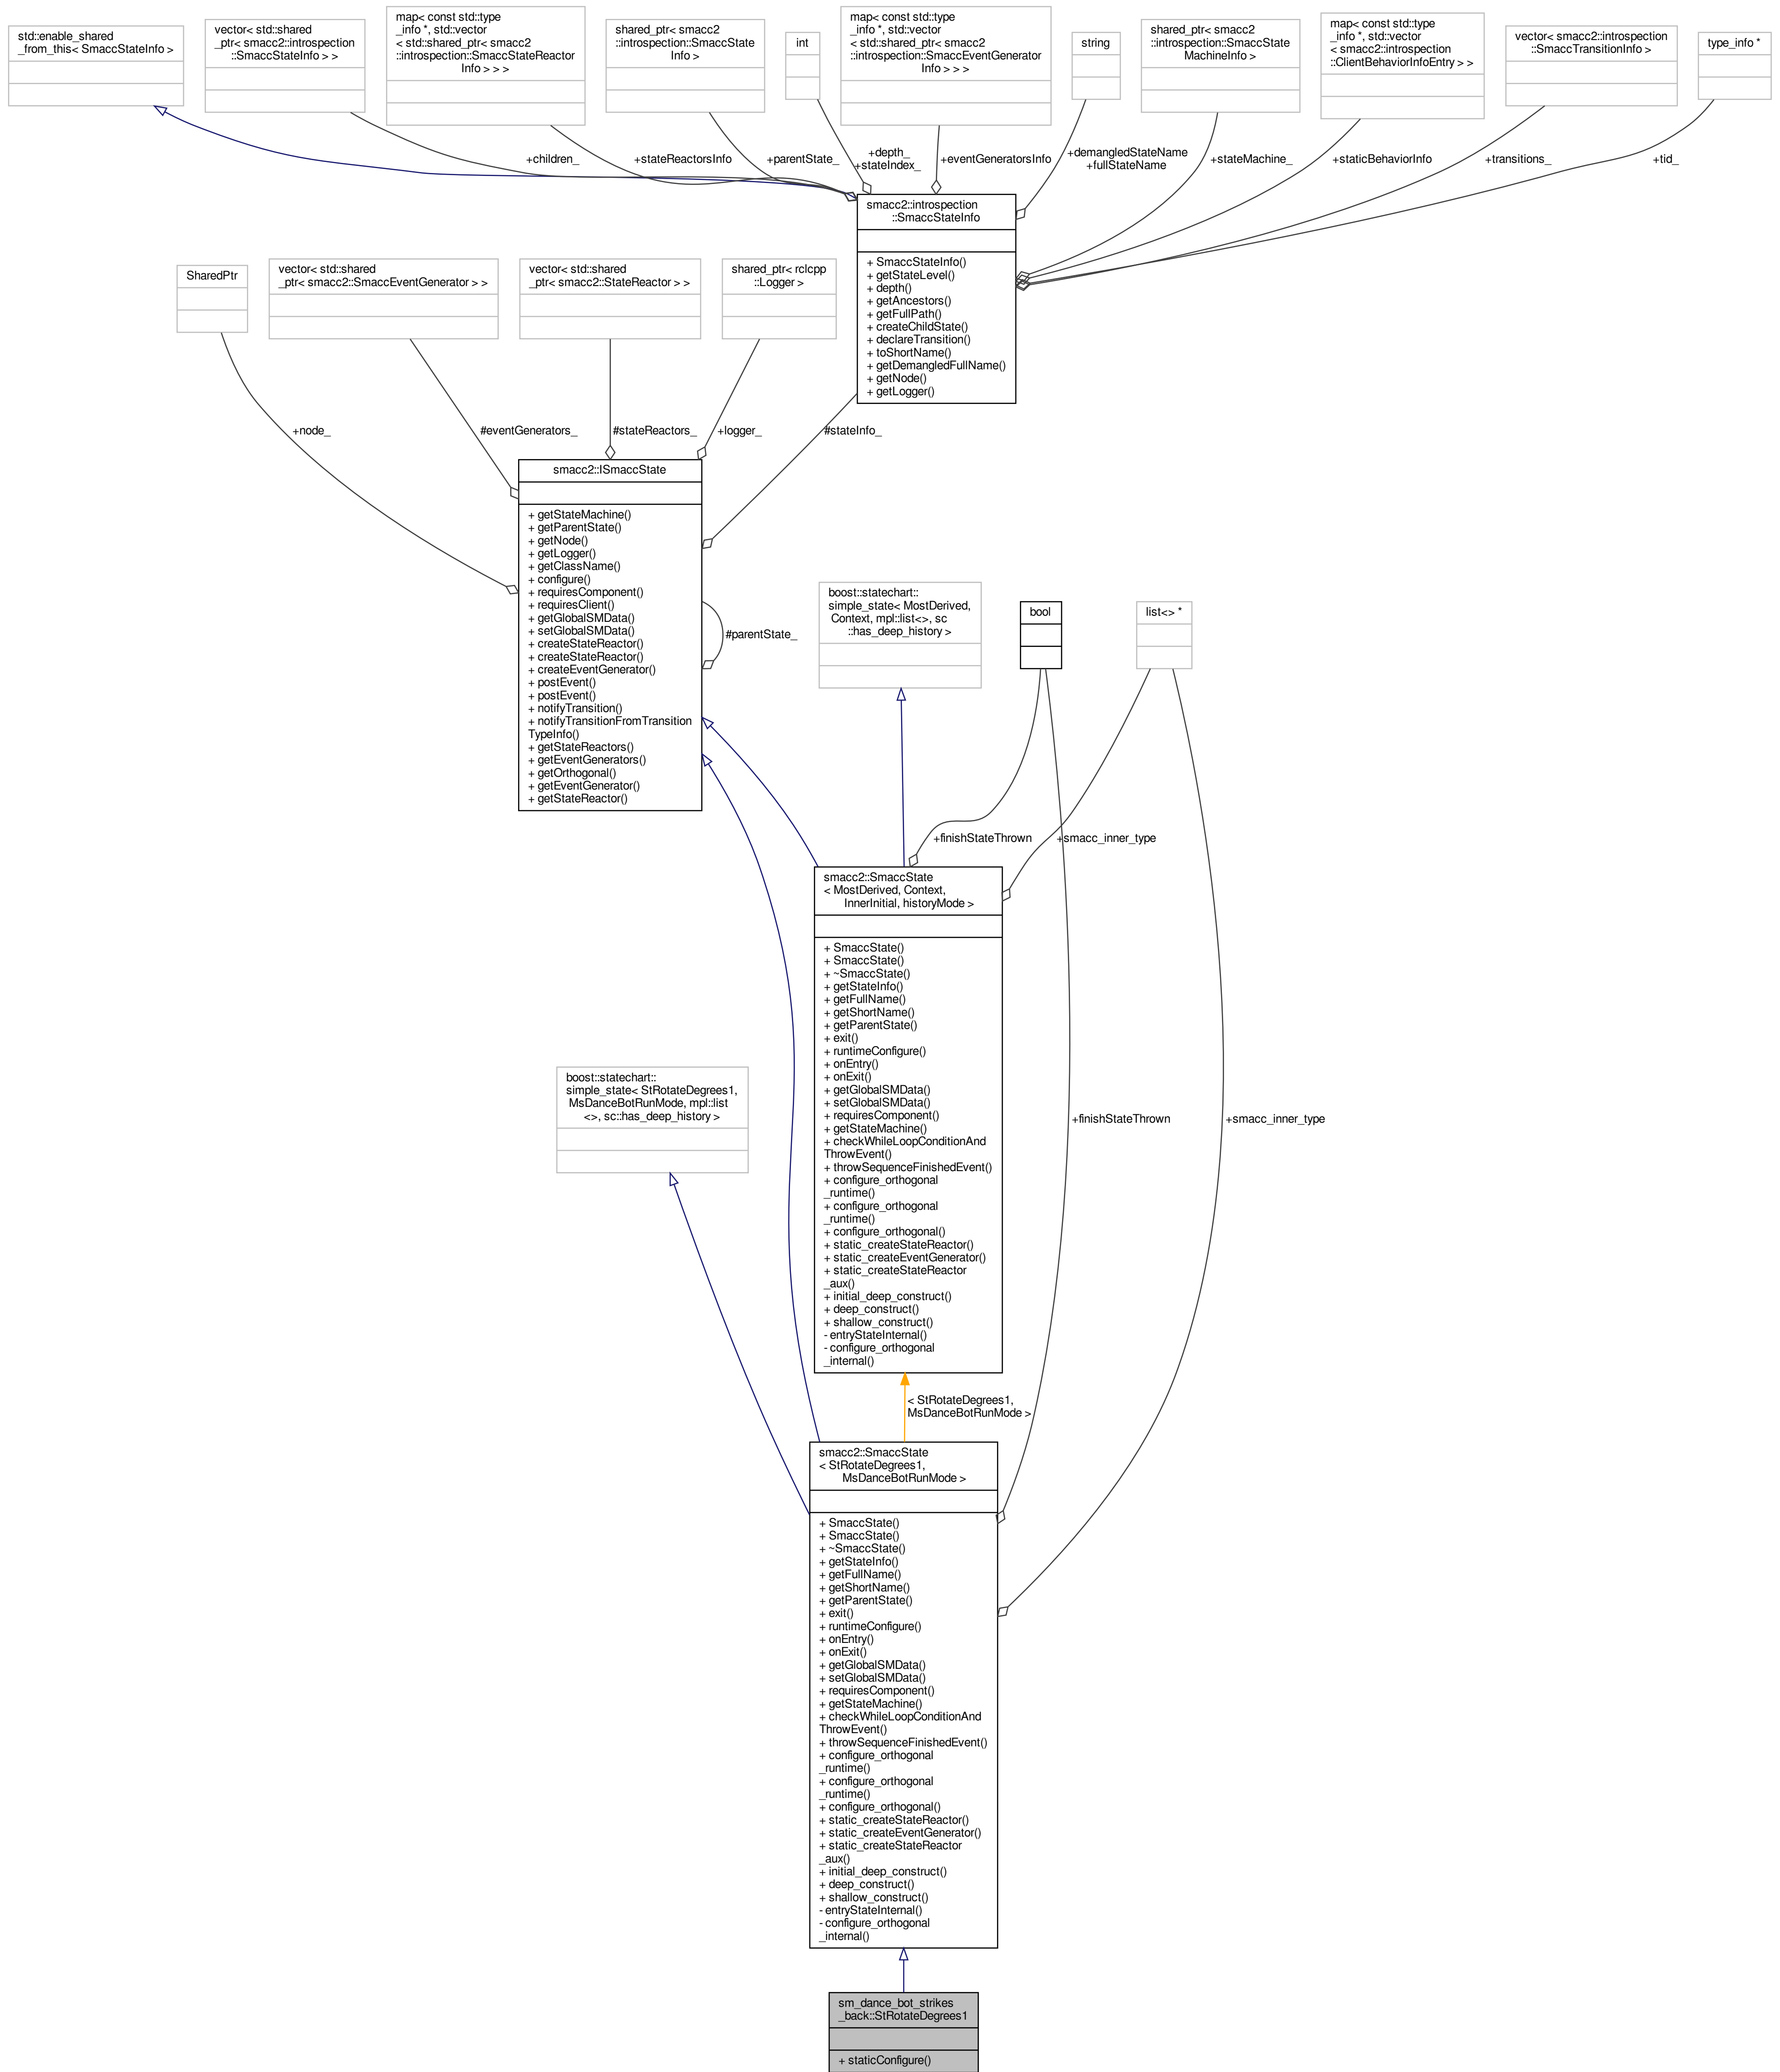 std::enable_shared
_from_this< SmaccStateInfo >
vector< std::shared
_ptr< smacc2::introspection
::SmaccStateInfo > >
map< const std::type
_info *, std::vector
< std::shared_ptr< smacc2
::introspection::SmaccStateReactor
Info > > >
shared_ptr< smacc2
::introspection::SmaccState
Info >
int
map< const std::type
_info *, std::vector
< std::shared_ptr< smacc2
::introspection::SmaccEventGenerator
Info > > >
string
shared_ptr< smacc2
::introspection::SmaccState
MachineInfo >
map< const std::type
_info *, std::vector
< smacc2::introspection
::ClientBehaviorInfoEntry > >
vector< smacc2::introspection
::SmaccTransitionInfo >
type_info *
+children_
+stateReactorsInfo
+parentState_
+depth_
+stateIndex_
+eventGeneratorsInfo
+demangledStateName
+fullStateName
+stateMachine_
+staticBehaviorInfo
+transitions_
+tid_
smacc2::introspection
::SmaccStateInfo
+ SmaccStateInfo()
+ getStateLevel()
+ depth()
+ getAncestors()
+ getFullPath()
+ createChildState()
+ declareTransition()
+ toShortName()
+ getDemangledFullName()
+ getNode()
+ getLogger()
SharedPtr
vector< std::shared
_ptr< smacc2::SmaccEventGenerator > >
vector< std::shared
_ptr< smacc2::StateReactor > >
shared_ptr< rclcpp
::Logger >
+node_
#eventGenerators_
#stateReactors_
+logger_
#stateInfo_
smacc2::ISmaccState
+ getStateMachine()
+ getParentState()
+ getNode()
+ getLogger()
+ getClassName()
+ configure()
+ requiresComponent()
+ requiresClient()
+ getGlobalSMData()
+ setGlobalSMData()
+ createStateReactor()
+ createStateReactor()
+ createEventGenerator()
+ postEvent()
+ postEvent()
+ notifyTransition()
+ notifyTransitionFromTransition
TypeInfo()
+ getStateReactors()
+ getEventGenerators()
+ getOrthogonal()
+ getEventGenerator()
+ getStateReactor()
#parentState_
boost::statechart::
simple_state< MostDerived,
Context, mpl::list<>, sc
::has_deep_history >
bool
list<> *
+finishStateThrown
+smacc_inner_type
smacc2::SmaccState
< MostDerived, Context,
InnerInitial, historyMode >
+ SmaccState()
+ SmaccState()
+ ~SmaccState()
+ getStateInfo()
+ getFullName()
+ getShortName()
+ getParentState()
+ exit()
+ runtimeConfigure()
+ onEntry()
+ onExit()
+ getGlobalSMData()
+ setGlobalSMData()
+ requiresComponent()
+ getStateMachine()
+ checkWhileLoopConditionAnd
ThrowEvent()
+ throwSequenceFinishedEvent()
+ configure_orthogonal
_runtime()
+ configure_orthogonal
_runtime()
+ configure_orthogonal()
+ static_createStateReactor()
+ static_createEventGenerator()
+ static_createStateReactor
_aux()
+ initial_deep_construct()
+ deep_construct()
+ shallow_construct()
- entryStateInternal()
- configure_orthogonal
_internal()
boost::statechart::
simple_state< StRotateDegrees1,
MsDanceBotRunMode, mpl::list
<>, sc::has_deep_history >
+finishStateThrown
+smacc_inner_type
< StRotateDegrees1,
MsDanceBotRunMode >
smacc2::SmaccState
< StRotateDegrees1,
MsDanceBotRunMode >
+ SmaccState()
+ SmaccState()
+ ~SmaccState()
+ getStateInfo()
+ getFullName()
+ getShortName()
+ getParentState()
+ exit()
+ runtimeConfigure()
+ onEntry()
+ onExit()
+ getGlobalSMData()
+ setGlobalSMData()
+ requiresComponent()
+ getStateMachine()
+ checkWhileLoopConditionAnd
ThrowEvent()
+ throwSequenceFinishedEvent()
+ configure_orthogonal
_runtime()
+ configure_orthogonal
_runtime()
+ configure_orthogonal()
+ static_createStateReactor()
+ static_createEventGenerator()
+ static_createStateReactor
_aux()
+ initial_deep_construct()
+ deep_construct()
+ shallow_construct()
- entryStateInternal()
- configure_orthogonal
_internal()
sm_dance_bot_strikes
_back::StRotateDegrees1
+ staticConfigure()